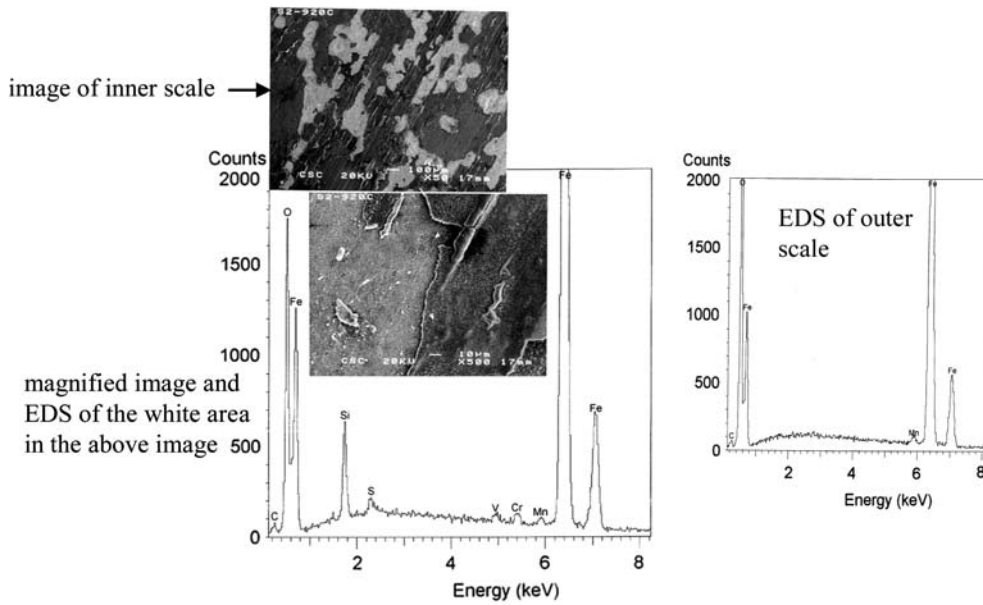 S2-920C
image of inner scale
CSC 20KV 100µm
X50 17mm
Counts
2000
1500
1000
500
0
O
Fe
Si
S
C
V
Cr
Mn
Fe
Fe
2
4
6
8
Energy (keV)
S2-920C
CSC 20KV 10µm
X500 17mm
magnified image and
EDS of the white area
in the above image
Counts
2000
1500
1000
500
0
O
Fe
C
Mn
Fe
Fe
EDS of outer
scale
2
4
6
8
Energy (keV)